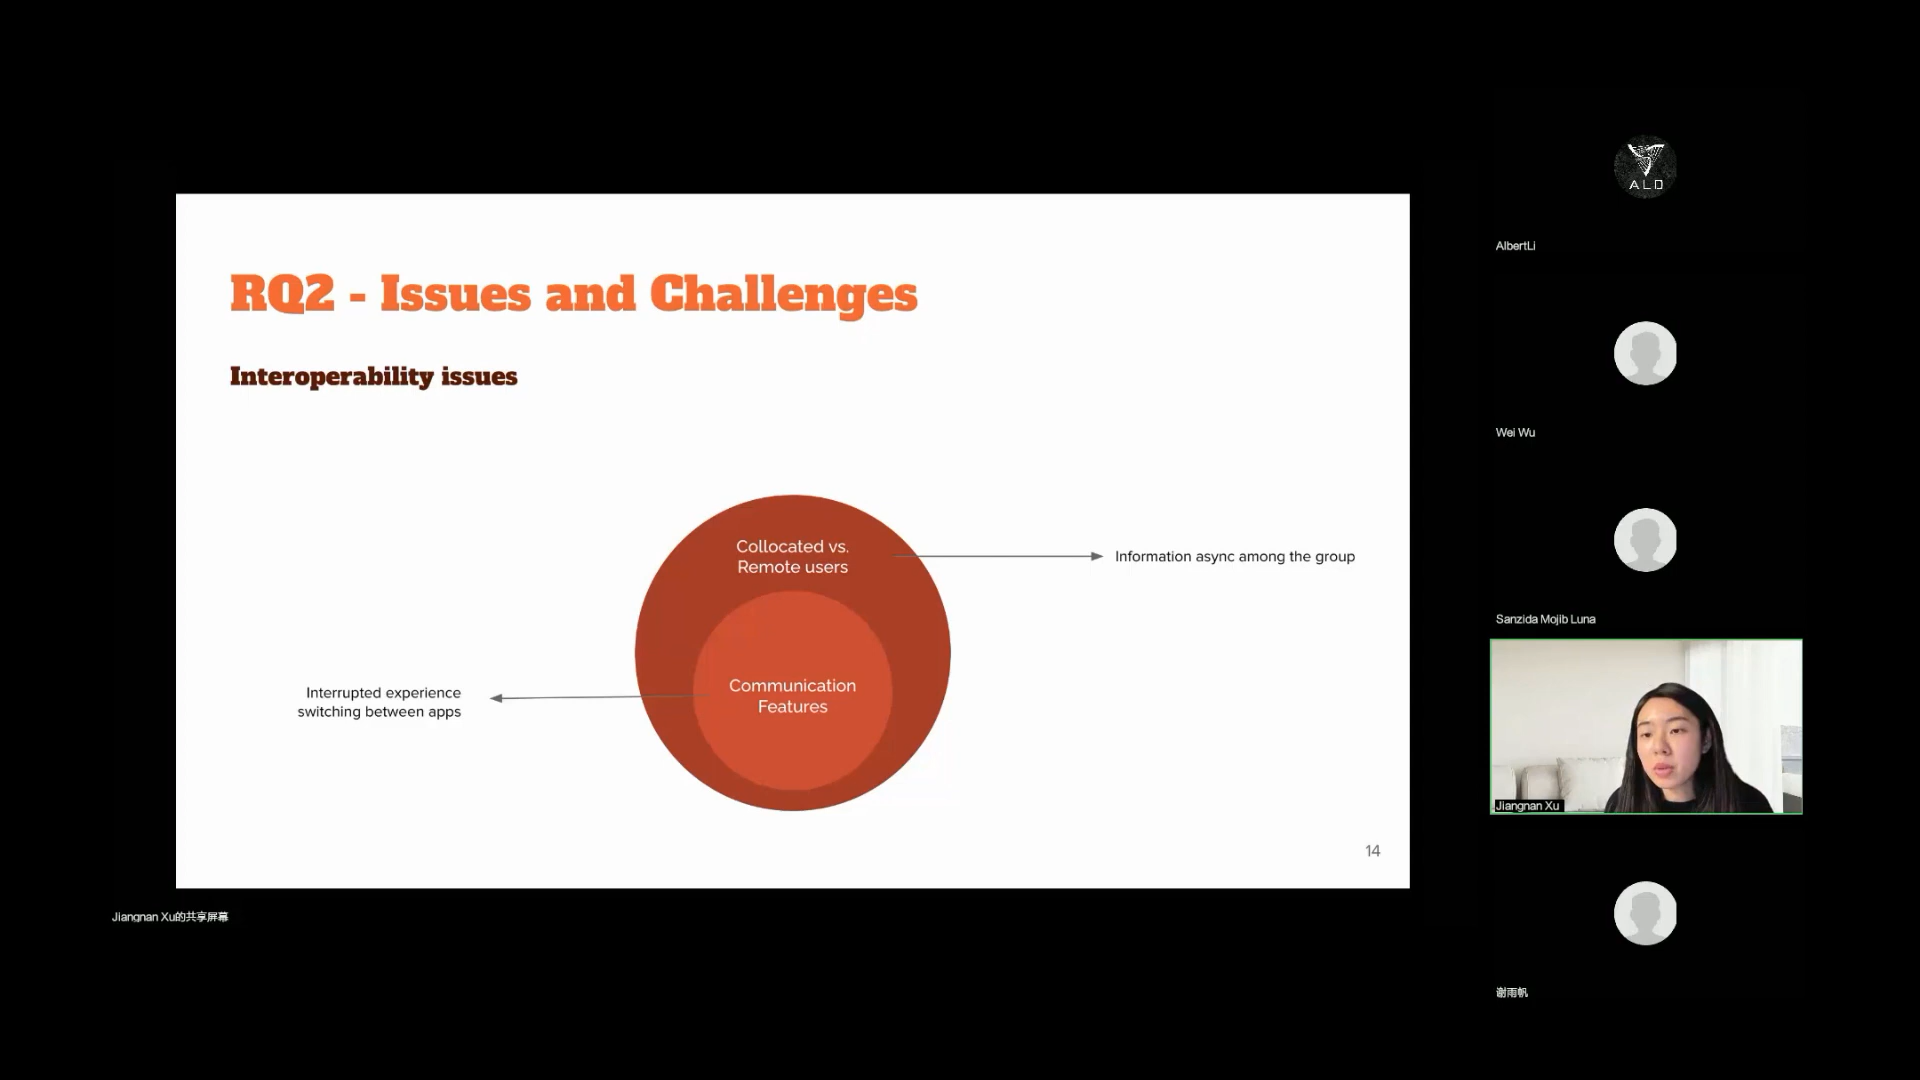 RQ2 - Issues and Challenges
Interoperability issues
Collocated vs.
Remote users
Information async among the group
Communication
Features
Interrupted experience
switching between apps
14
Jiangnan Xu的共享屏幕
ALD
AlbertLi
Wei Wu
Sanzida Mojib Luna
Jiangnan Xu
谢雨帆